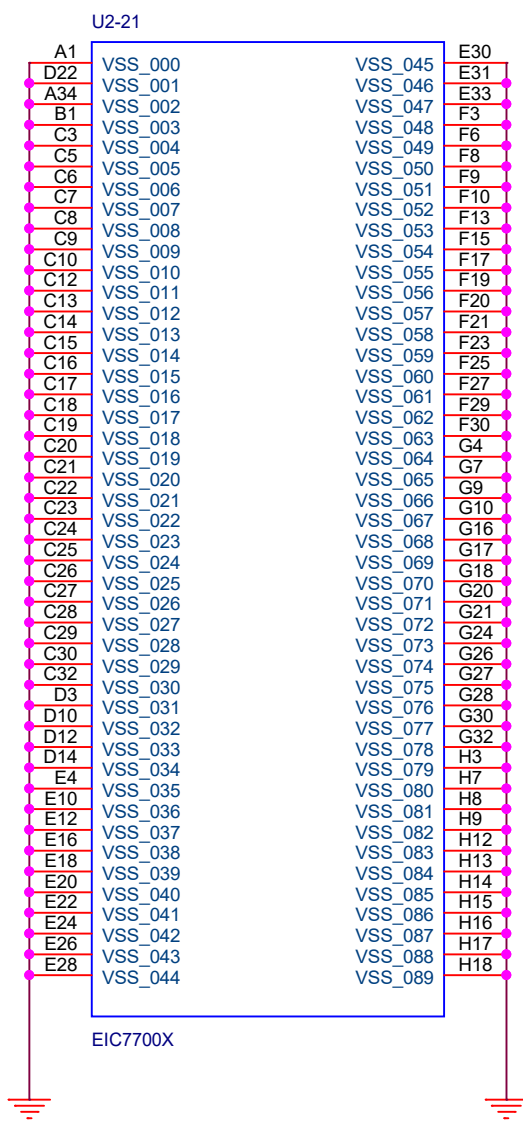 U2-21
A1 VSS_000 VSS_045 E30
D22 VSS_001 VSS_046 E31
A34 VSS_002 VSS_047 E33
B1 VSS_003 VSS_048 F3
C3 VSS_004 VSS_049 F6
C5 VSS_005 VSS_050 F8
C6 VSS_006 VSS_051 F9
C7 VSS_007 VSS_052 F10
C8 VSS_008 VSS_053 F13
C9 VSS_009 VSS_054 F15
C10 VSS_010 VSS_055 F17
C12 VSS_011 VSS_056 F19
C13 VSS_012 VSS_057 F20
C14 VSS_013 VSS_058 F21
C15 VSS_014 VSS_059 F23
C16 VSS_015 VSS_060 F25
C17 VSS_016 VSS_061 F27
C18 VSS_017 VSS_062 F29
C19 VSS_018 VSS_063 F30
C20 VSS_019 VSS_064 G4
C21 VSS_020 VSS_065 G7
C22 VSS_021 VSS_066 G9
C23 VSS_022 VSS_067 G10
C24 VSS_023 VSS_068 G16
C25 VSS_024 VSS_069 G17
C26 VSS_025 VSS_070 G18
C27 VSS_026 VSS_071 G20
C28 VSS_027 VSS_072 G21
C29 VSS_028 VSS_073 G24
C30 VSS_029 VSS_074 G26
C32 VSS_030 VSS_075 G27
D3 VSS_031 VSS_076 G28
D10 VSS_032 VSS_077 G30
D12 VSS_033 VSS_078 G32
D14 VSS_034 VSS_079 H3
E4 VSS_035 VSS_080 H7
E10 VSS_036 VSS_081 H8
E12 VSS_037 VSS_082 H9
E16 VSS_038 VSS_083 H12
E18 VSS_039 VSS_084 H13
E20 VSS_040 VSS_085 H14
E22 VSS_041 VSS_086 H15
E24 VSS_042 VSS_087 H16
E26 VSS_043 VSS_088 H17
E28 VSS_044 VSS_089 H18
EIC7700X